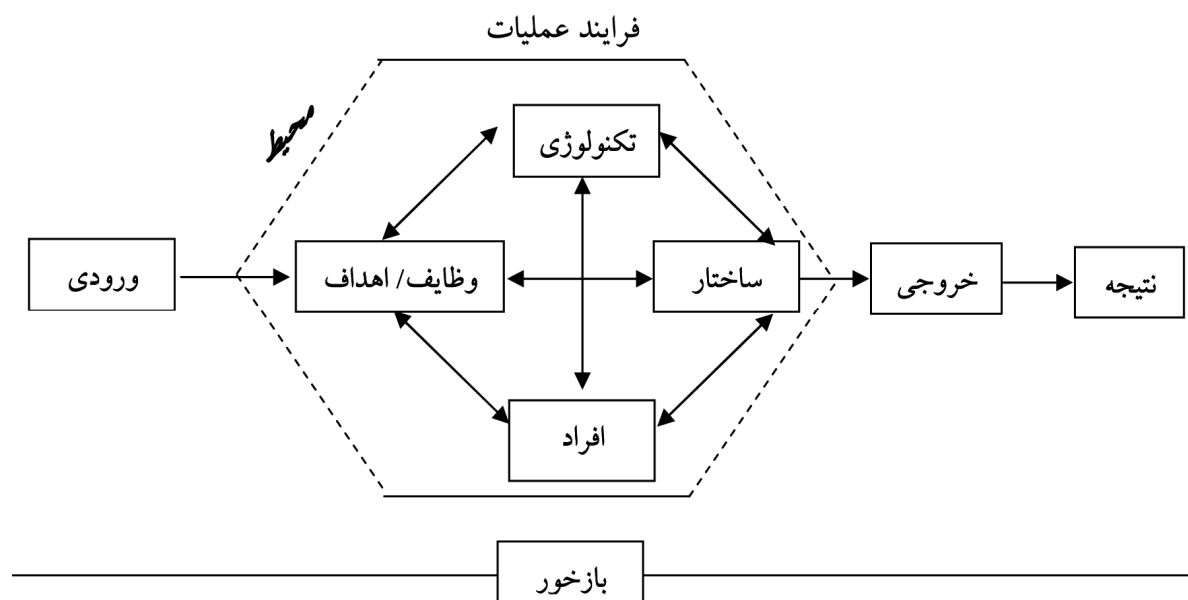 فرایند عملیات
محیط
تکنولوژی
ورودی
وظایف/ اهداف
ساختار
خروجی
نتیجه
افراد
بازخور